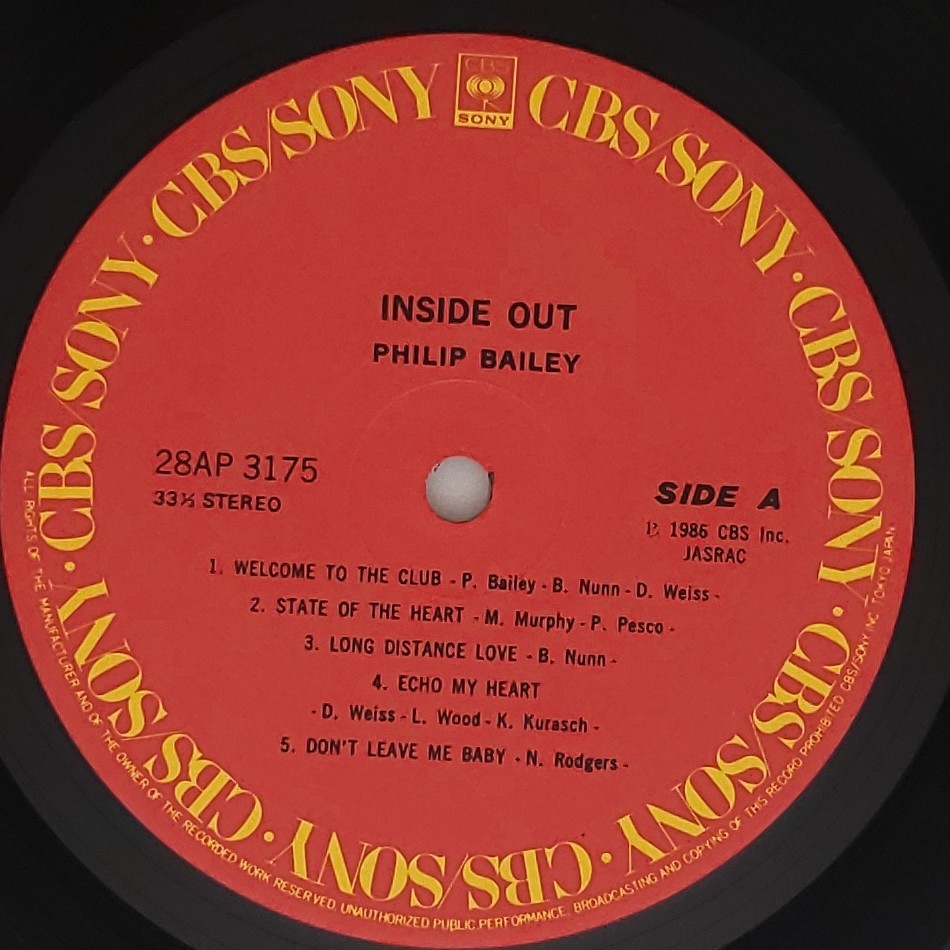 CBS
SONY
CBS/SONY · CBS/SONY · CBS/SONY · CBS/SONY · CBS/SONY · CBS/SONY · CBS/SONY · CBS/SONY
INSIDE OUT
PHILIP BAILEY
28AP 3175
33⅓ STEREO
SIDE A
℗ 1986 CBS Inc.
JASRAC
1. WELCOME TO THE CLUB - P. Bailey - B. Nunn - D. Weiss -
2. STATE OF THE HEART - M. Murphy - P. Pesco -
3. LONG DISTANCE LOVE - B. Nunn -
4. ECHO MY HEART
- D. Weiss - L. Wood - K. Kurasch -
5. DON'T LEAVE ME BABY - N. Rodgers -
ALL RIGHTS OF THE MANUFACTURER AND OF THE OWNER OF THE RECORDED WORK RESERVED. UNAUTHORIZED PUBLIC PERFORMANCE. BROADCASTING AND COPYING OF THIS RECORD PROHIBITED CBS/SONY INC. TOKYO JAPAN